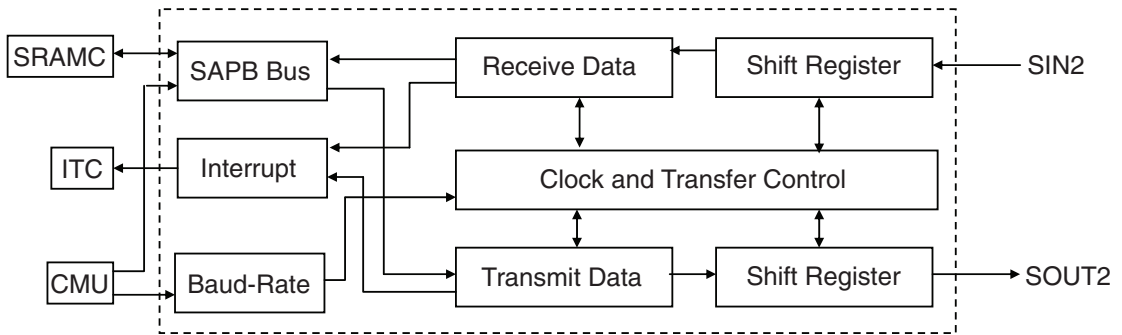 SRAMC
SAPB Bus
Receive Data
Shift Register
SIN2
ITC
Interrupt
Clock and Transfer Control
CMU
Baud-Rate
Transmit Data
Shift Register
SOUT2